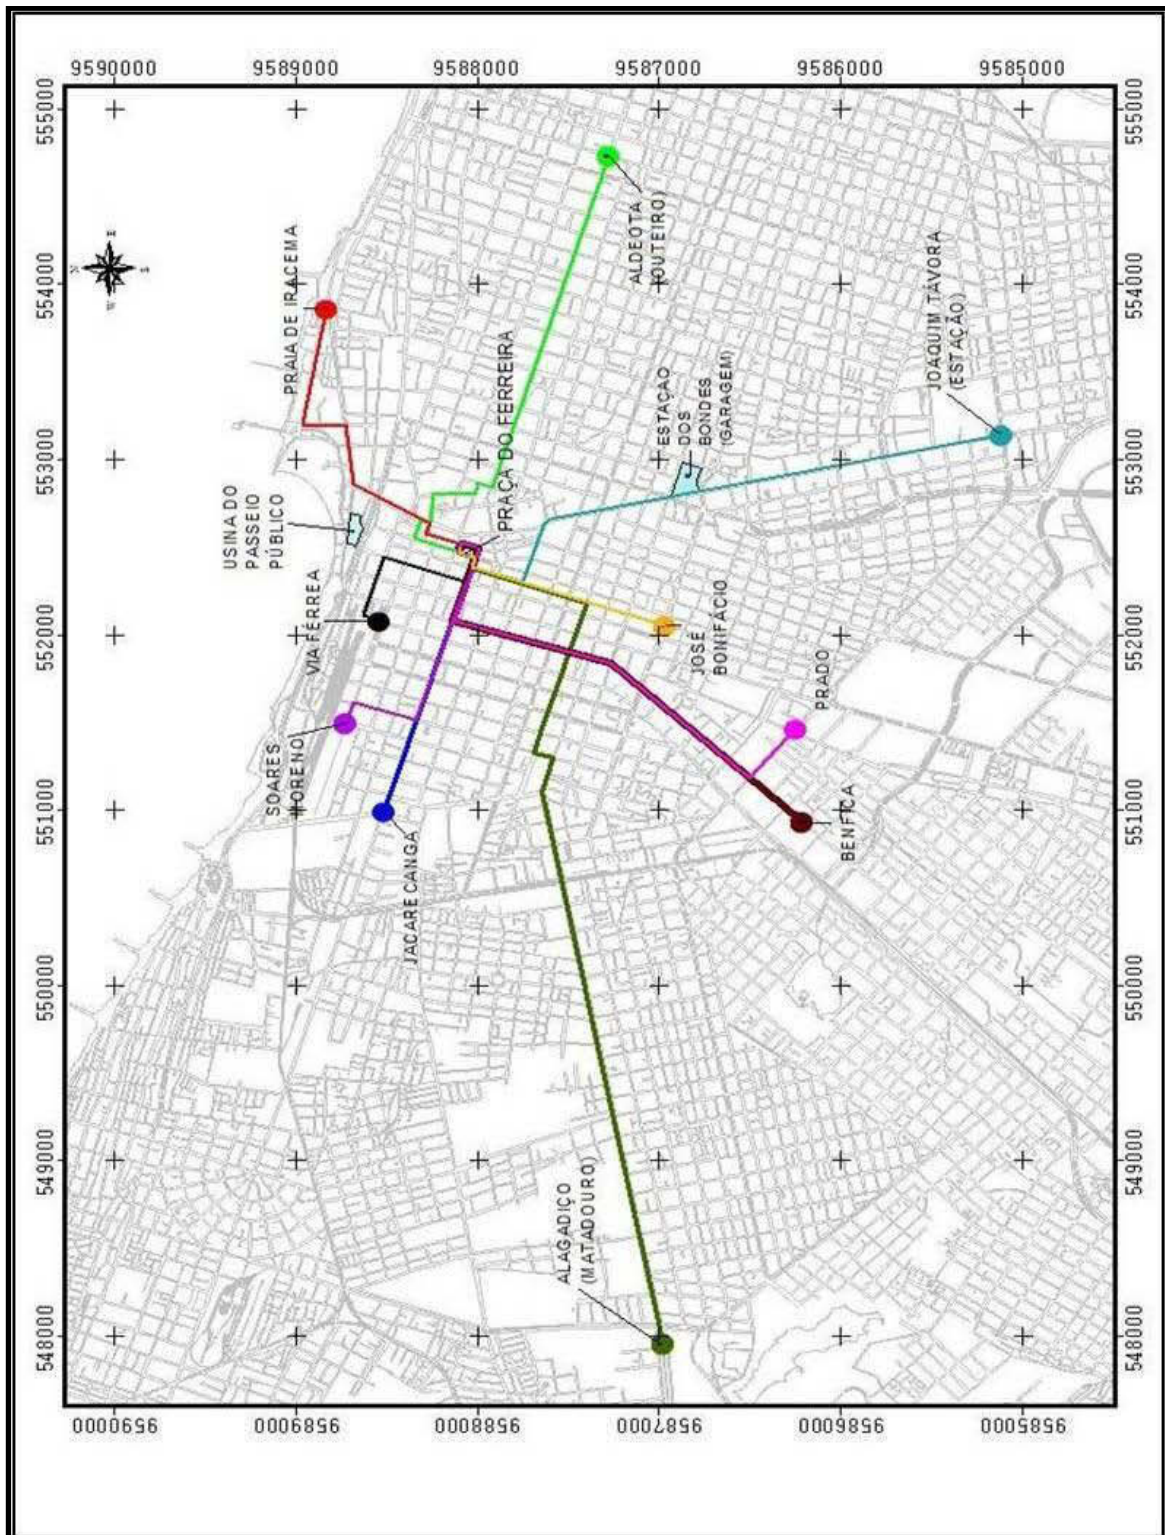 9590000
9589000
9588000
9587000
9586000
9585000
555000
554000
553000
552000
551000
550000
549000
548000
555000
554000
553000
552000
551000
550000
549000
548000
N
E
S
W
PRAIA DE IRACEMA
ALDEOTA
(OUTEIRO)
USINA DO
PASSEIO
PÚBLICO
PRAÇA DO FERREIRA
ESTAÇÃO
DOS
BONDES
(GARAGEM)
JOAQUIM TÁVORA
(ESTAÇÃO)
VIA FÉRREA
JOSÉ
BONIFÁCIO
SOARES
MORENO
PRADO
JACARECANGA
BENFICA
ALAGADIÇO
(MATADOURO)
9590000
9589000
9588000
9587000
9586000
9585000